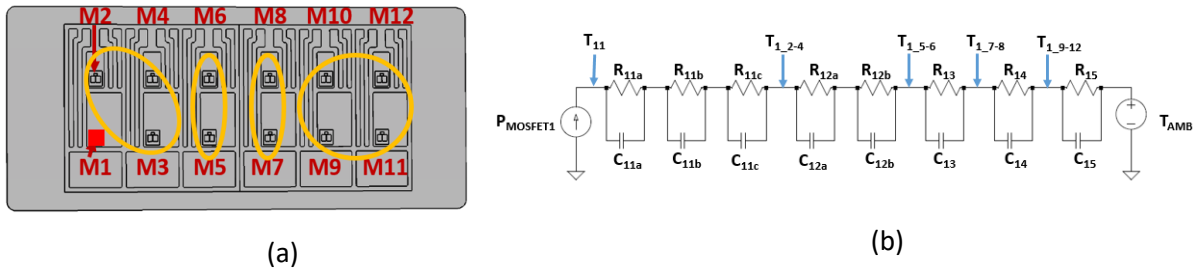 M2 M4 M6 M8 M10 M12
M1 M3 M5 M7 M9 M11
(a)
T11 T1_2-4 T1_5-6 T1_7-8 T1_9-12
R11a R11b R11c R12a R12b R13 R14 R15
PMOSFET1 TAMB
C11a C11b C11c C12a C12b C13 C14 C15
(b)